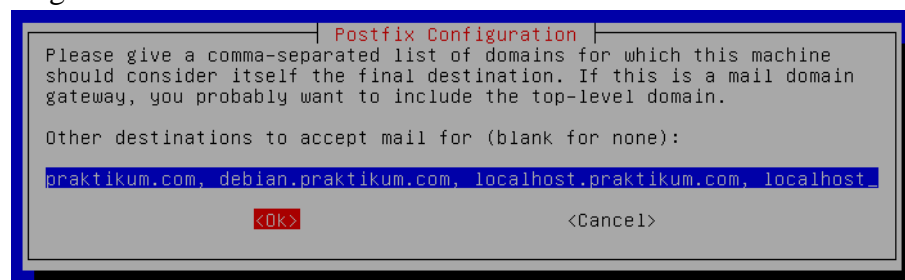 Postfix Configuration
Please give a comma-separated list of domains for which this machine
should consider itself the final destination. If this is a mail domain
gateway, you probably want to include the top-level domain.
Other destinations to accept mail for (blank for none):
praktikum.com, debian.praktikum.com, localhost.praktikum.com, localhost_
<Ok> <Cancel>